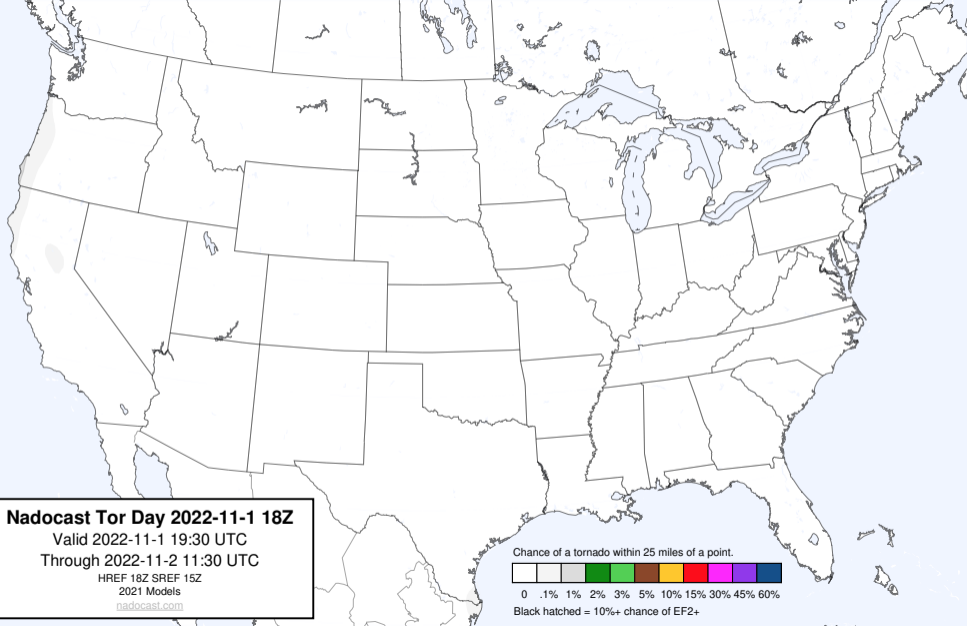 Nadocast Tor Day 2022-11-1 18Z
Valid 2022-11-1 19:30 UTC
Through 2022-11-2 11:30 UTC
HREF 18Z SREF 15Z
2021 Models
nadocast.com
Chance of a tornado within 25 miles of a point.
0 .1% 1% 2% 3% 5% 10% 15% 30% 45% 60%
Black hatched = 10%+ chance of EF2+